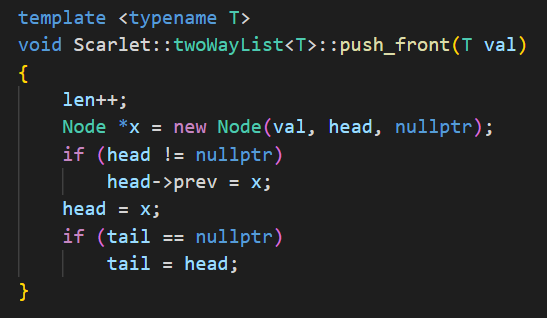 template <typename T>
void Scarlet::twoWayList<T>::push_front(T val)
{
    len++;
    Node *x = new Node(val, head, nullptr);
    if (head != nullptr)
        head->prev = x;
    head = x;
    if (tail == nullptr)
        tail = head;
}